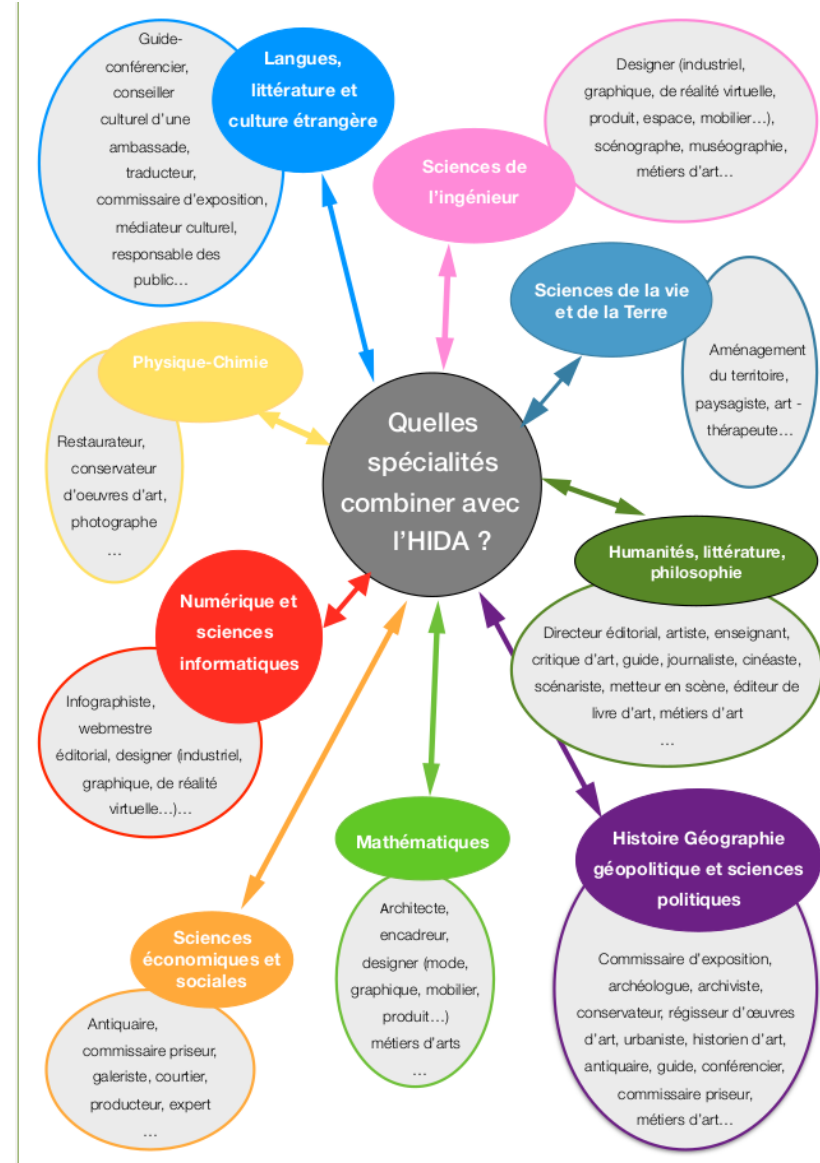 Guide-
conférencier,
conseiller
culturel d'une
ambassade,
traducteur,
commissaire d'exposition,
médiateur culturel,
responsable des
public…
Langues,
littérature et
culture étrangère
Sciences de
l'ingénieur
Designer (industriel,
graphique, de réalité virtuelle,
produit, espace, mobilier…),
scénographe, muséographie,
métiers d'art…
Sciences de la vie
et de la Terre
Aménagement
du territoire,
paysagiste, art -
thérapeute…
Physique-Chimie
Restaurateur,
conservateur
d'oeuvres d'art,
photographe
…
Quelles
spécialités
combiner avec
l'HIDA ?
Humanités, littérature,
philosophie
Directeur éditorial, artiste, enseignant,
critique d'art, guide, journaliste, cinéaste,
scénariste, metteur en scène, éditeur de
livre d'art, métiers d'art
…
Numérique et
sciences
informatiques
Infographiste,
webmestre
éditorial, designer (industriel,
graphique, de réalité
virtuelle…)…
Mathématiques
Architecte,
encadreur,
designer (mode,
graphique, mobilier,
produit…)
métiers d'arts
…
Histoire Géographie
géopolitique et sciences
politiques
Commissaire d'exposition,
archéologue, archiviste,
conservateur, régisseur d'œuvres
d'art, urbaniste, historien d'art,
antiquaire, guide, conférencier,
commissaire priseur,
métiers d'art…
Sciences
économiques et
sociales
Antiquaire,
commissaire priseur,
galeriste, courtier,
producteur, expert
…